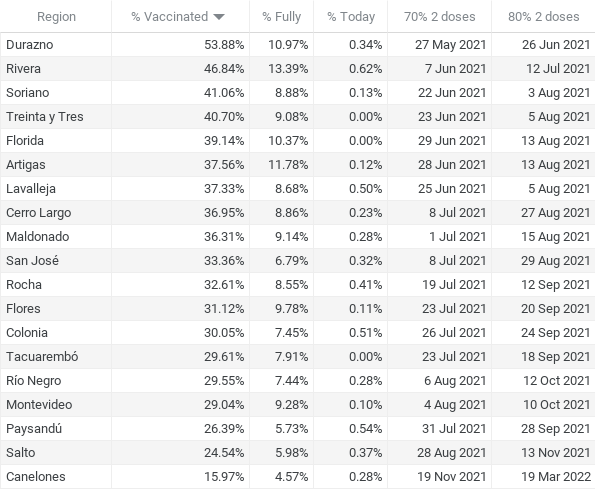 Region % Vaccinated % Fully % Today 70% 2 doses 80% 2 doses
Durazno 53.88% 10.97% 0.34% 27 May 2021 26 Jun 2021
Rivera 46.84% 13.39% 0.62% 7 Jun 2021 12 Jul 2021
Soriano 41.06% 8.88% 0.13% 22 Jun 2021 3 Aug 2021
Treinta y Tres 40.70% 9.08% 0.00% 23 Jun 2021 5 Aug 2021
Florida 39.14% 10.37% 0.00% 29 Jun 2021 13 Aug 2021
Artigas 37.56% 11.78% 0.12% 28 Jun 2021 13 Aug 2021
Lavalleja 37.33% 8.68% 0.50% 25 Jun 2021 5 Aug 2021
Cerro Largo 36.95% 8.86% 0.23% 8 Jul 2021 27 Aug 2021
Maldonado 36.31% 9.14% 0.28% 1 Jul 2021 15 Aug 2021
San José 33.36% 6.79% 0.32% 8 Jul 2021 29 Aug 2021
Rocha 32.61% 8.55% 0.41% 19 Jul 2021 12 Sep 2021
Flores 31.12% 9.78% 0.11% 23 Jul 2021 20 Sep 2021
Colonia 30.05% 7.45% 0.51% 26 Jul 2021 24 Sep 2021
Tacuarembó 29.61% 7.91% 0.00% 23 Jul 2021 18 Sep 2021
Río Negro 29.55% 7.44% 0.28% 6 Aug 2021 12 Oct 2021
Montevideo 29.04% 9.28% 0.10% 4 Aug 2021 10 Oct 2021
Paysandú 26.39% 5.73% 0.54% 31 Jul 2021 28 Sep 2021
Salto 24.54% 5.98% 0.37% 28 Aug 2021 13 Nov 2021
Canelones 15.97% 4.57% 0.28% 19 Nov 2021 19 Mar 2022